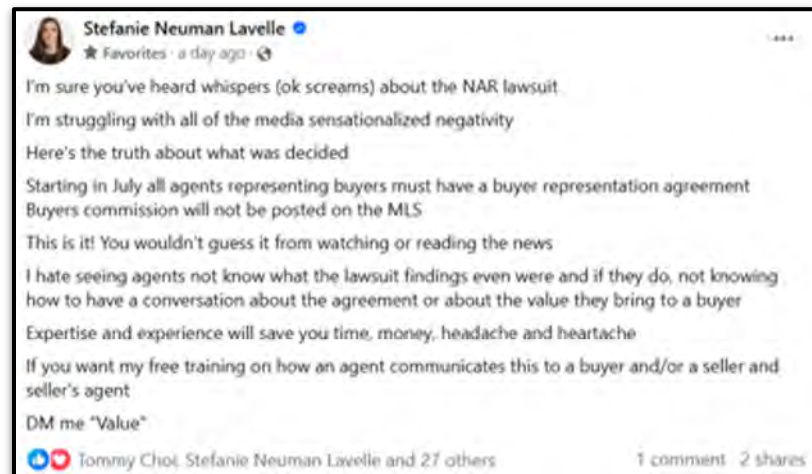 Stefanie Neuman Lavelle
Favorites · a day ago ·
I'm sure you've heard whispers (ok screams) about the NAR lawsuit
I'm struggling with all of the media sensationalized negativity
Here's the truth about what was decided
Starting in July all agents representing buyers must have a buyer representation agreement
Buyers commission will not be posted on the MLS
This is it! You wouldn't guess it from watching or reading the news
I hate seeing agents not know what the lawsuit findings even were and if they do, not knowing
how to have a conversation about the agreement or about the value they bring to a buyer
Expertise and experience will save you time, money, headache and heartache
If you want my free training on how an agent communicates this to a buyer and/or a seller and
seller's agent
DM me "Value"
Tommy Choi, Stefanie Neuman Lavelle and 27 others
1 comment 2 shares